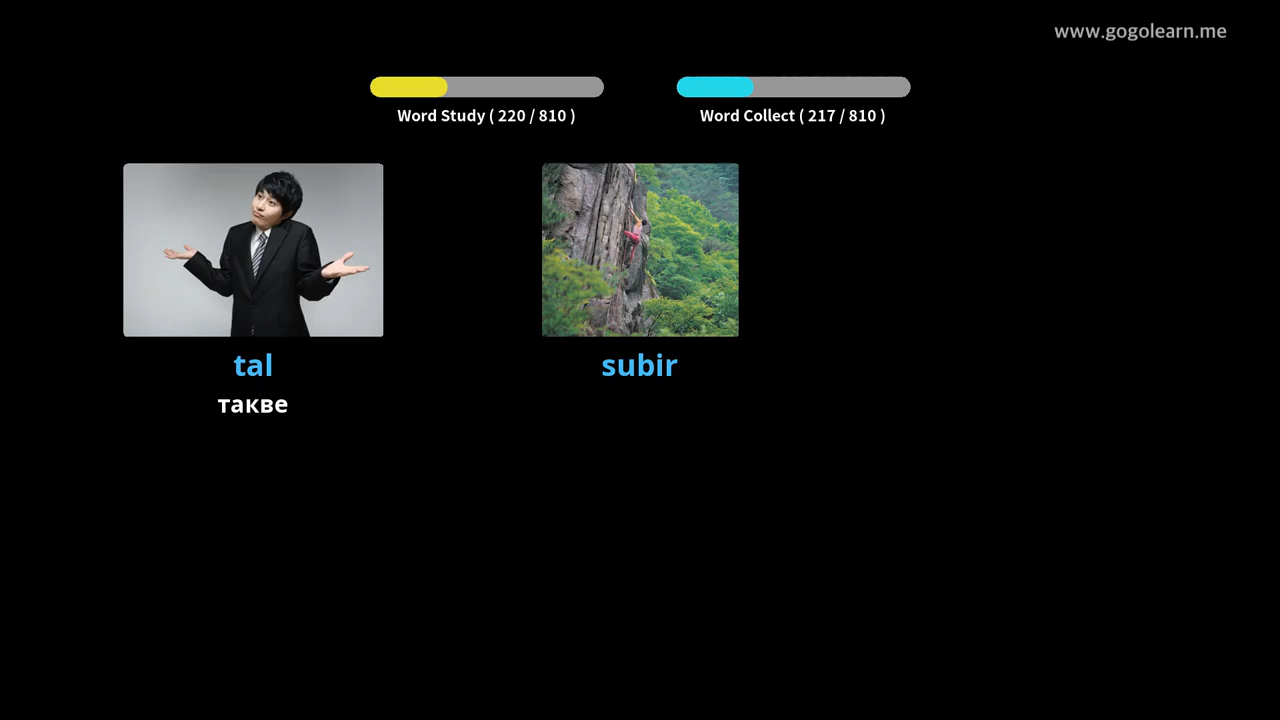 www.gogolearn.me
Word Study ( 220 / 810 )
Word Collect ( 217 / 810 )
tal
subir
такве